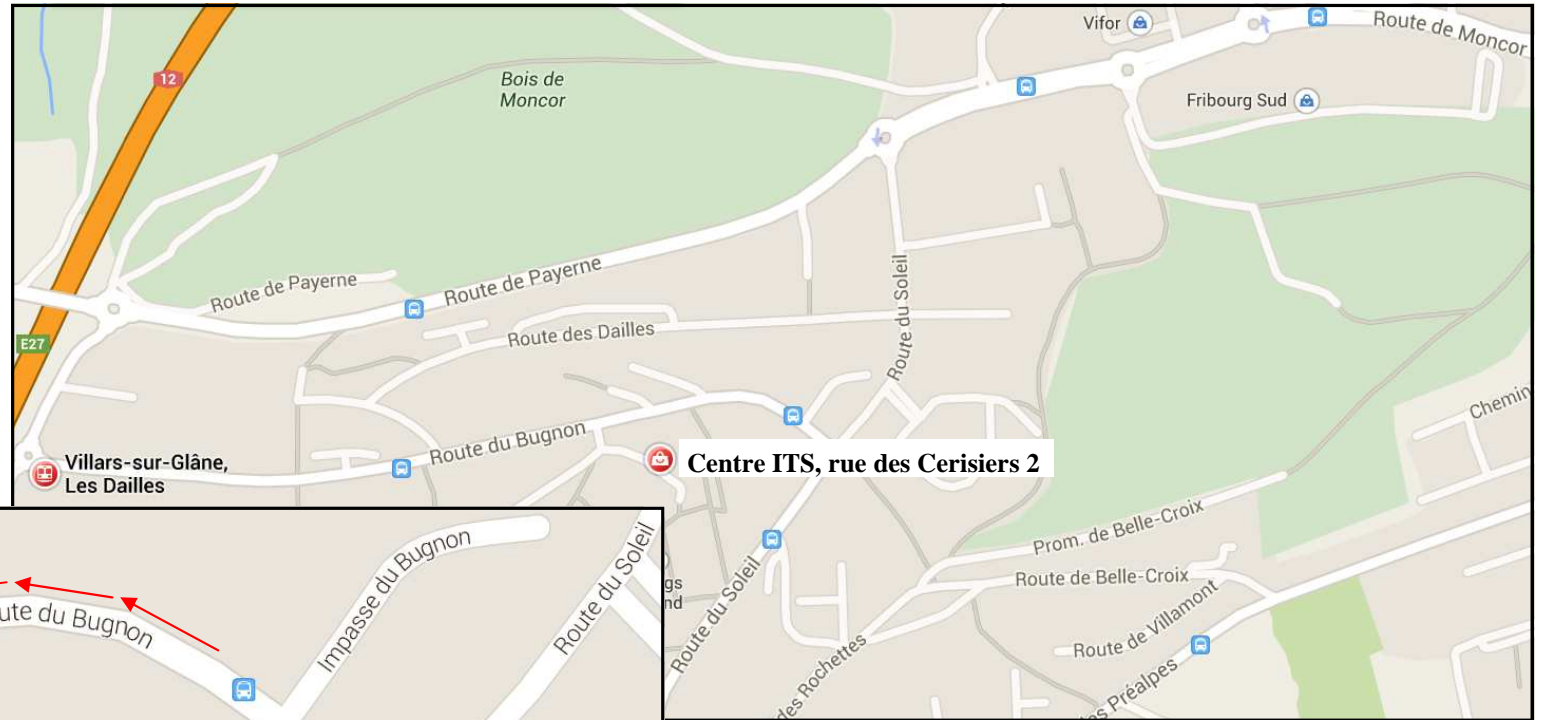 Vifor
Route de Moncor
12
Bois de
Moncor
Fribourg Sud
Route de Payerne
Route de Payerne
Route du Soleil
E27
Route des Dailles
Chemin
Route du Bugnon
Villars-sur-Glâne,
Les Dailles
Centre ITS, rue des Cerisiers 2
Prom. de Belle-Croix
Route de Belle-Croix
Route de Villamont
Route du Soleil
des Rochettes
s Préalpes
gs
nd
Impasse du Bugnon
Route du Soleil
ute du Bugnon